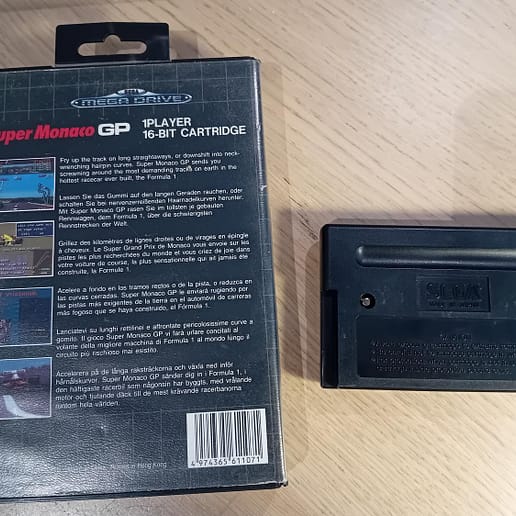 SEGA
MEGA DRIVE
Super Monaco GP
1PLAYER
16-BIT CARTRIDGE
Fry up the track on long straightaways, or downshift into neck-
wrenching hairpin curves. Super Monaco GP sends you
screaming around the most demanding tracks on earth in the
hottest racecar ever built, the Formula 1.
Lassen Sie das Gummi auf den langen Geraden rauchen, oder
schalten Sie bei nervenzerreißenden Haarnadelkurven herunter.
Mit Super Monaco GP rasen Sie im tollsten je gebauten
Rennwagen, dem Formula 1, über die schwierigsten
Rennstrecken der Welt.
Grillez des kilomètres de lignes droites ou de virages en épingle
à cheveux. Le Super Grand Prix de Monaco vous envoie sur les
pistes les plus recherchées du monde et vous criez de joie dans
votre voiture de course, la plus sensationnelle qui ait jamais été
construite, la Formula 1.
Acelere a fondo en los tramos rectos o de la pista, o reduzca en
las curvas cerradas. Super Monaco GP le enviará rugiendo por
las pistas más exigentes de la tierra en el automóvil de carreras
más fogoso que se haya construido, el Formula 1.
Lanciatevi su lunghi rettilinei e affrontate pericolosissime curve a
gomito. Il gioco Super Monaco GP vi farà urlare concitati al
volante della migliore macchina di Formula 1 al mondo lungo il
circuito più rischioso mai esistito.
Accelerera på de långa raksträckorna och växla ned inför
hårnålskurvor. Super Monaco GP sänder dig in i Formula 1, i
den häftigaste racerbil som någonsin har byggts, med vrålande
motor och tjutande däck till de mest krävande racerbanorna
runtom hela världen.
Printed in Hong Kong
4 974365 611071
SEGA